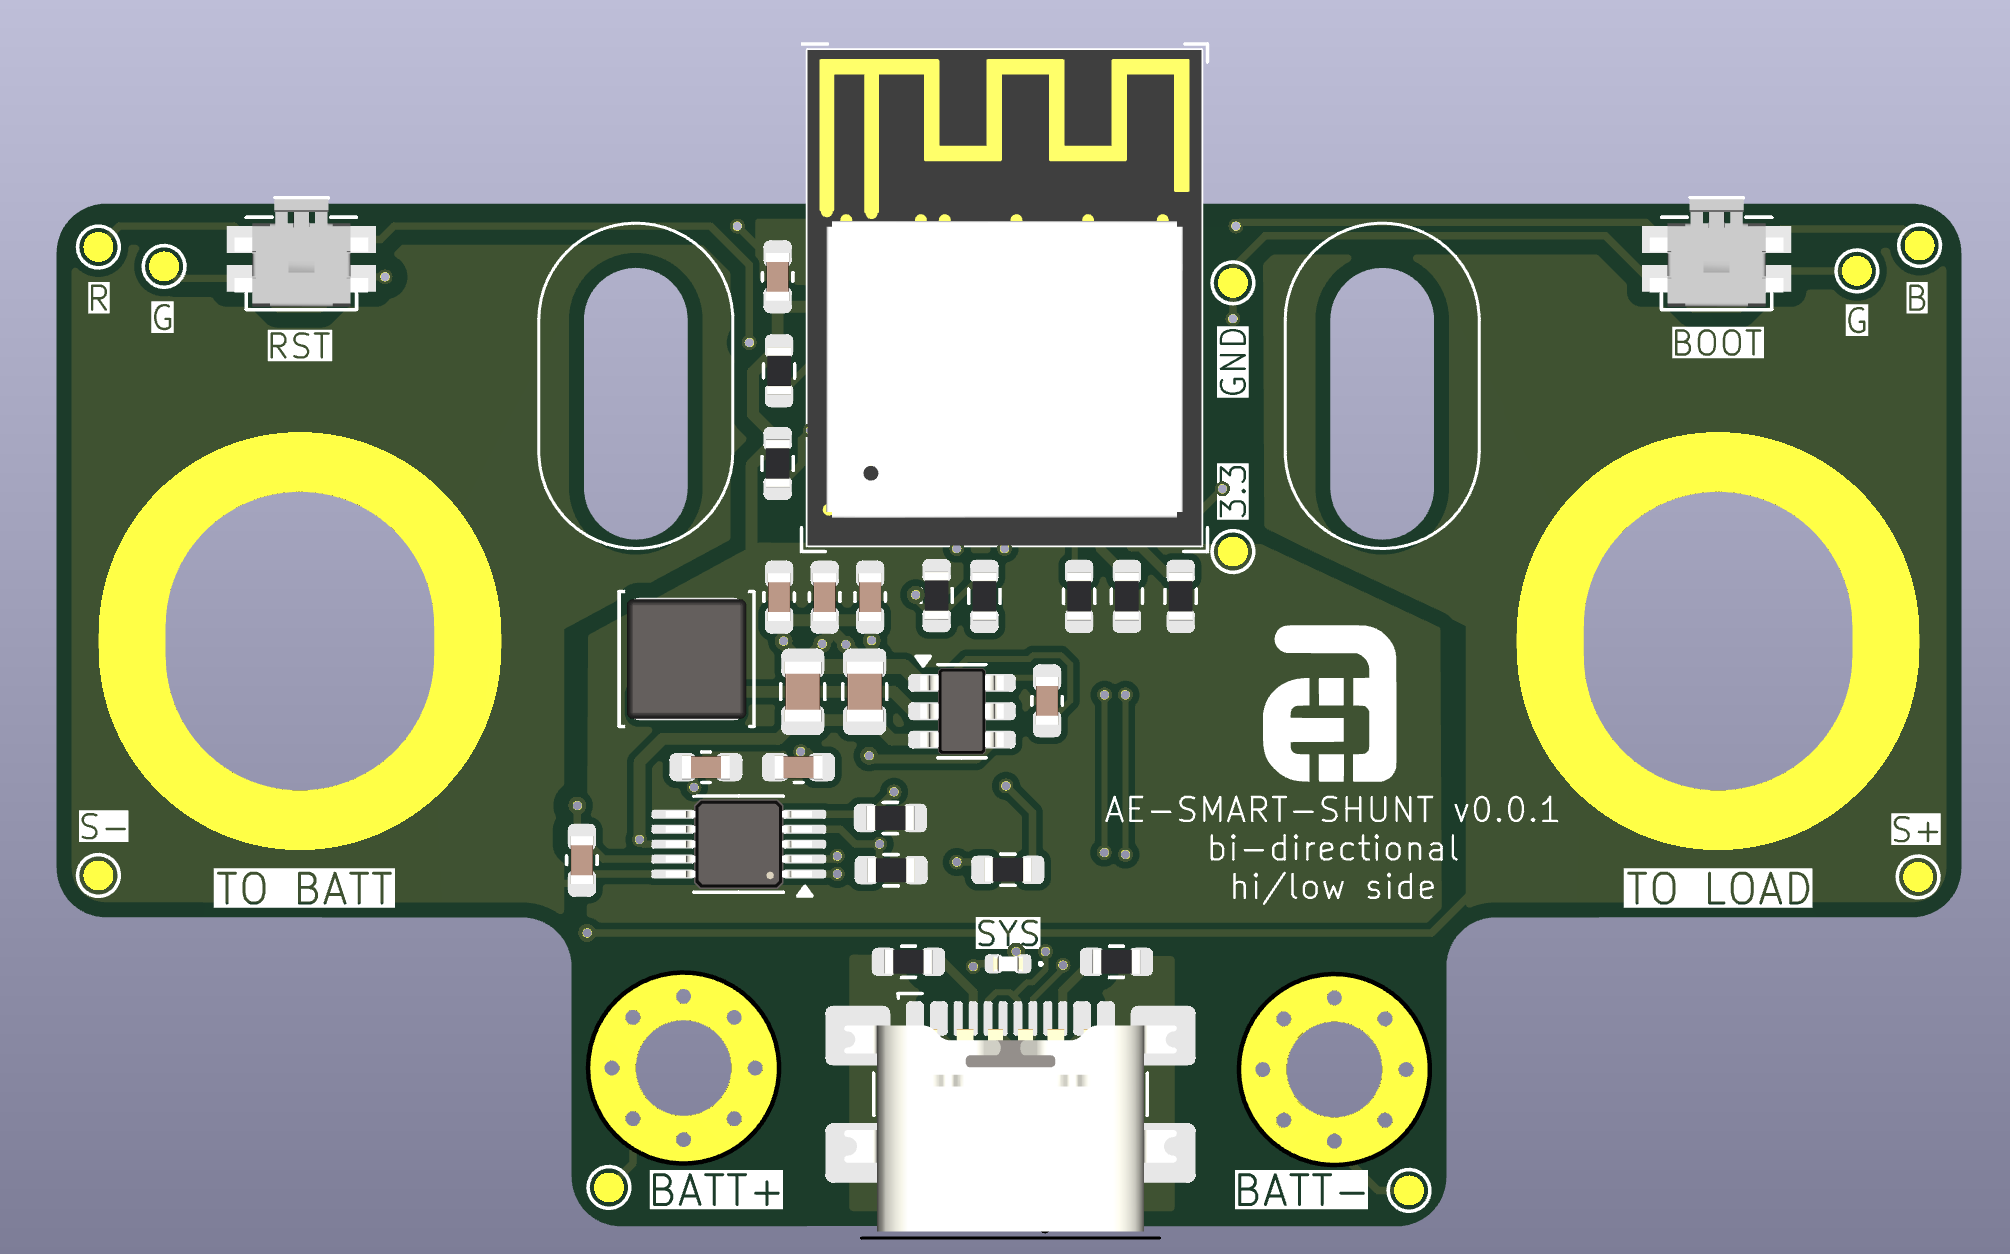 R
G
RST
GND
3.3
BOOT
G
B
S-
TO BATT
AE-SMART-SHUNT v0.0.1
bi-directional
hi/low side
S+
TO LOAD
SYS
BATT+
BATT-